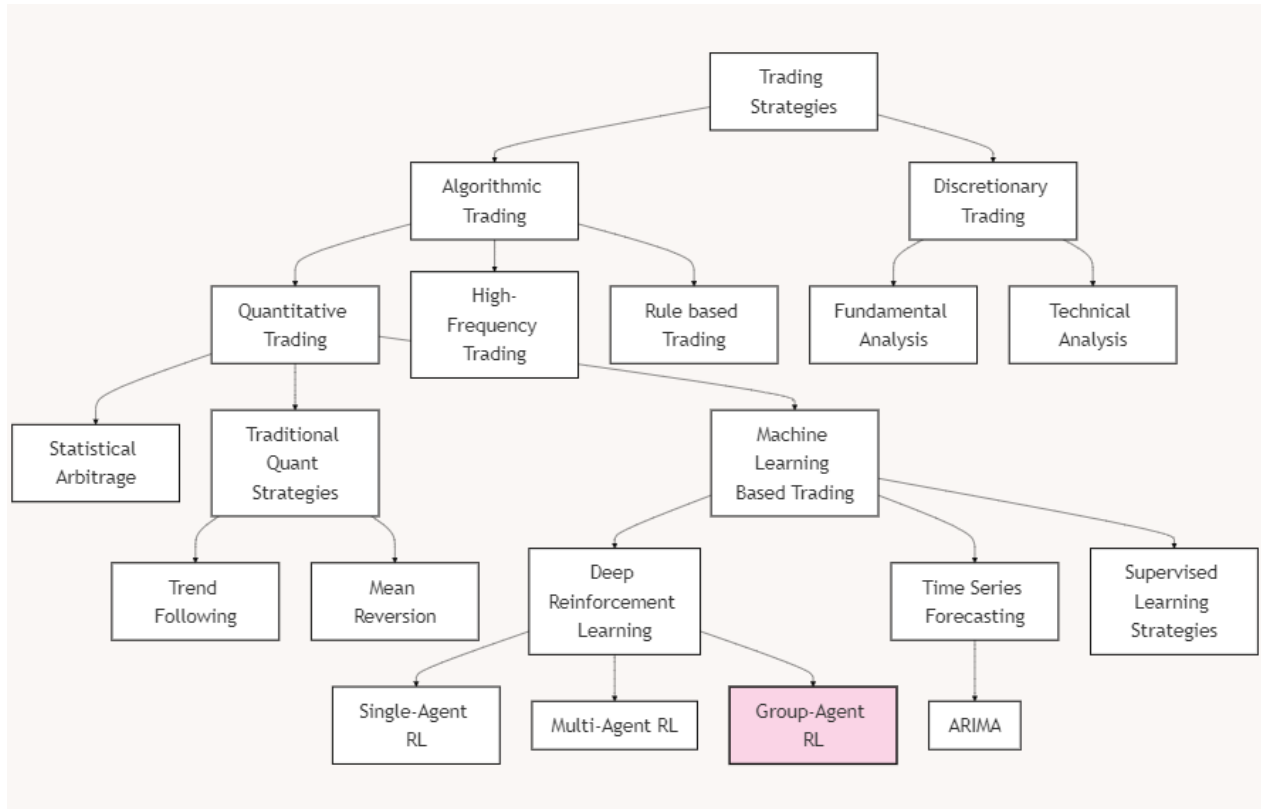 Trading
Strategies
Algorithmic
Trading
Discretionary
Trading
Quantitative
Trading
High-
Frequency
Trading
Rule based
Trading
Fundamental
Analysis
Technical
Analysis
Statistical
Arbitrage
Traditional
Quant
Strategies
Machine
Learning
Based Trading
Trend
Following
Mean
Reversion
Deep
Reinforcement
Learning
Time Series
Forecasting
Supervised
Learning
Strategies
Single-Agent
RL
Multi-Agent RL
Group-Agent
RL
ARIMA